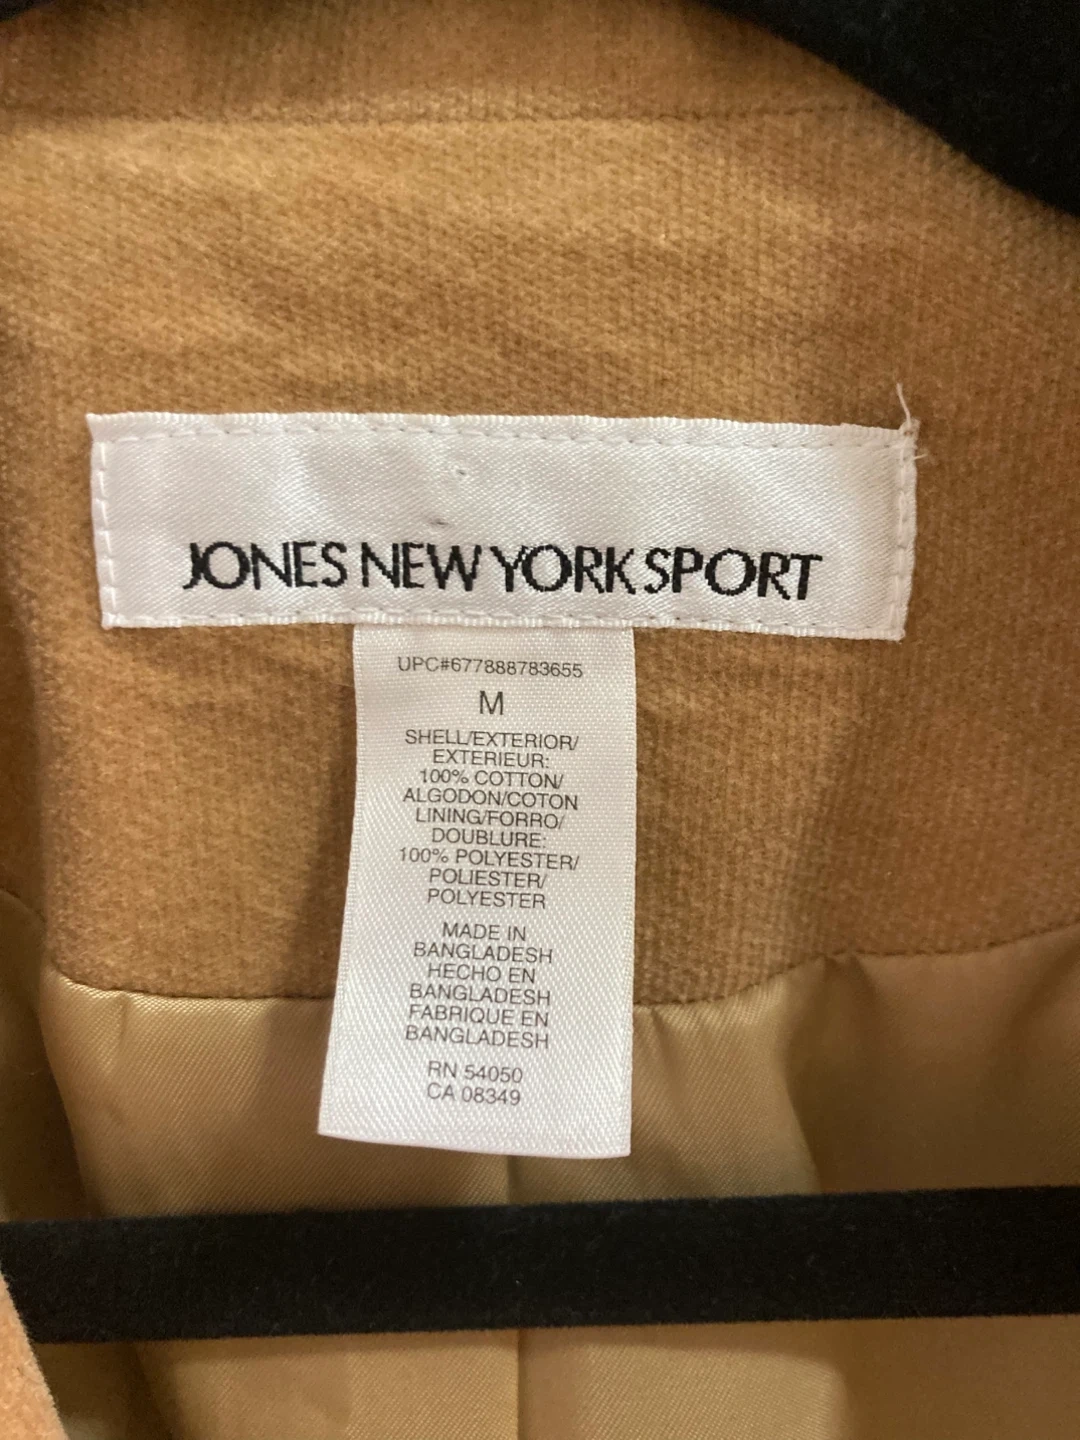 JONES NEW YORK SPORT
UPC#677888783655
M
SHELL/EXTERIOR/
EXTERIEUR:
100% COTTON/
ALGODON/COTON
LINING/FORRO/
DOUBLURE:
100% POLYESTER/
POLIESTER/
POLYESTER
MADE IN
BANGLADESH
HECHO EN
BANGLADESH
FABRIQUE EN
BANGLADESH
RN 54050
CA 08349